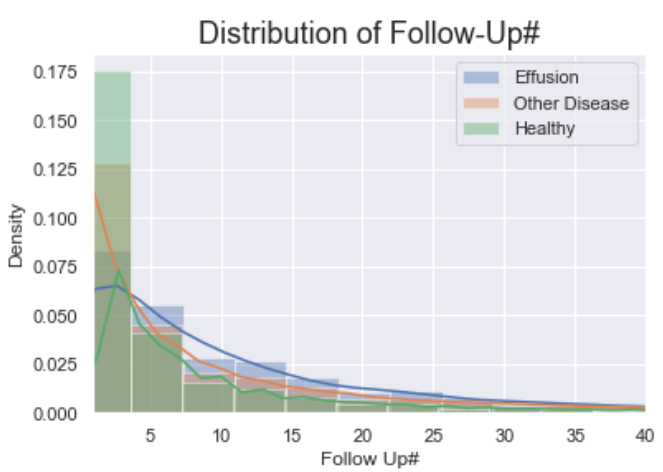 Distribution of Follow-Up#
Effusion
Other Disease
Healthy
0.175
0.150
0.125
0.100
0.075
0.050
0.025
0.000
Density
5 10 15 20 25 30 35 40
Follow Up#